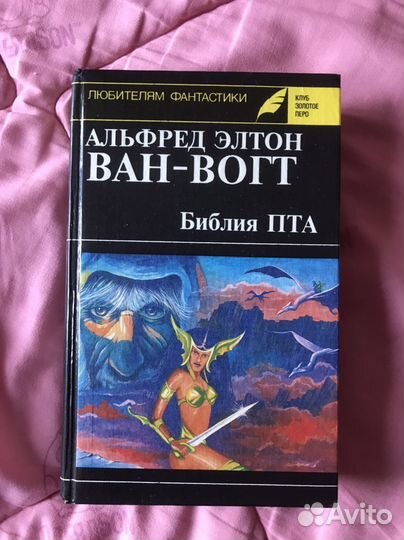 ЛЮБИТЕЛЯМ ФАНТАСТИКИ
КЛУБ
ЗОЛОТОЕ
ПЕРО
АЛЬФРЕД ЭЛТОН
ВАН-ВОГТ
Библия ПТА
Avito